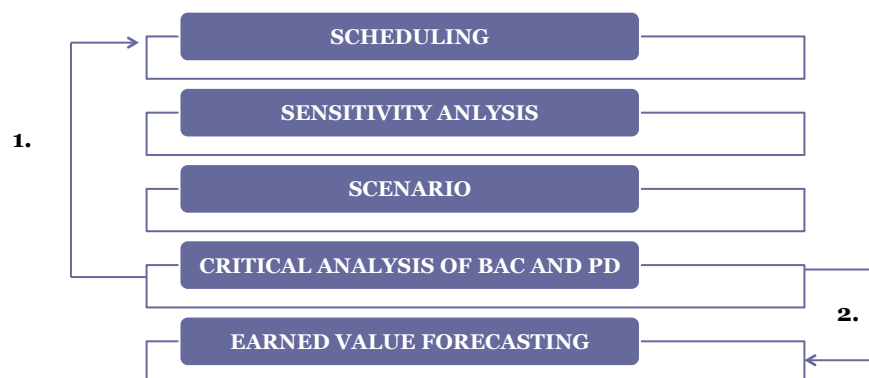 SCHEDULING
SENSITIVITY ANLYSIS
1.
SCENARIO
CRITICAL ANALYSIS OF BAC AND PD
2.
EARNED VALUE FORECASTING